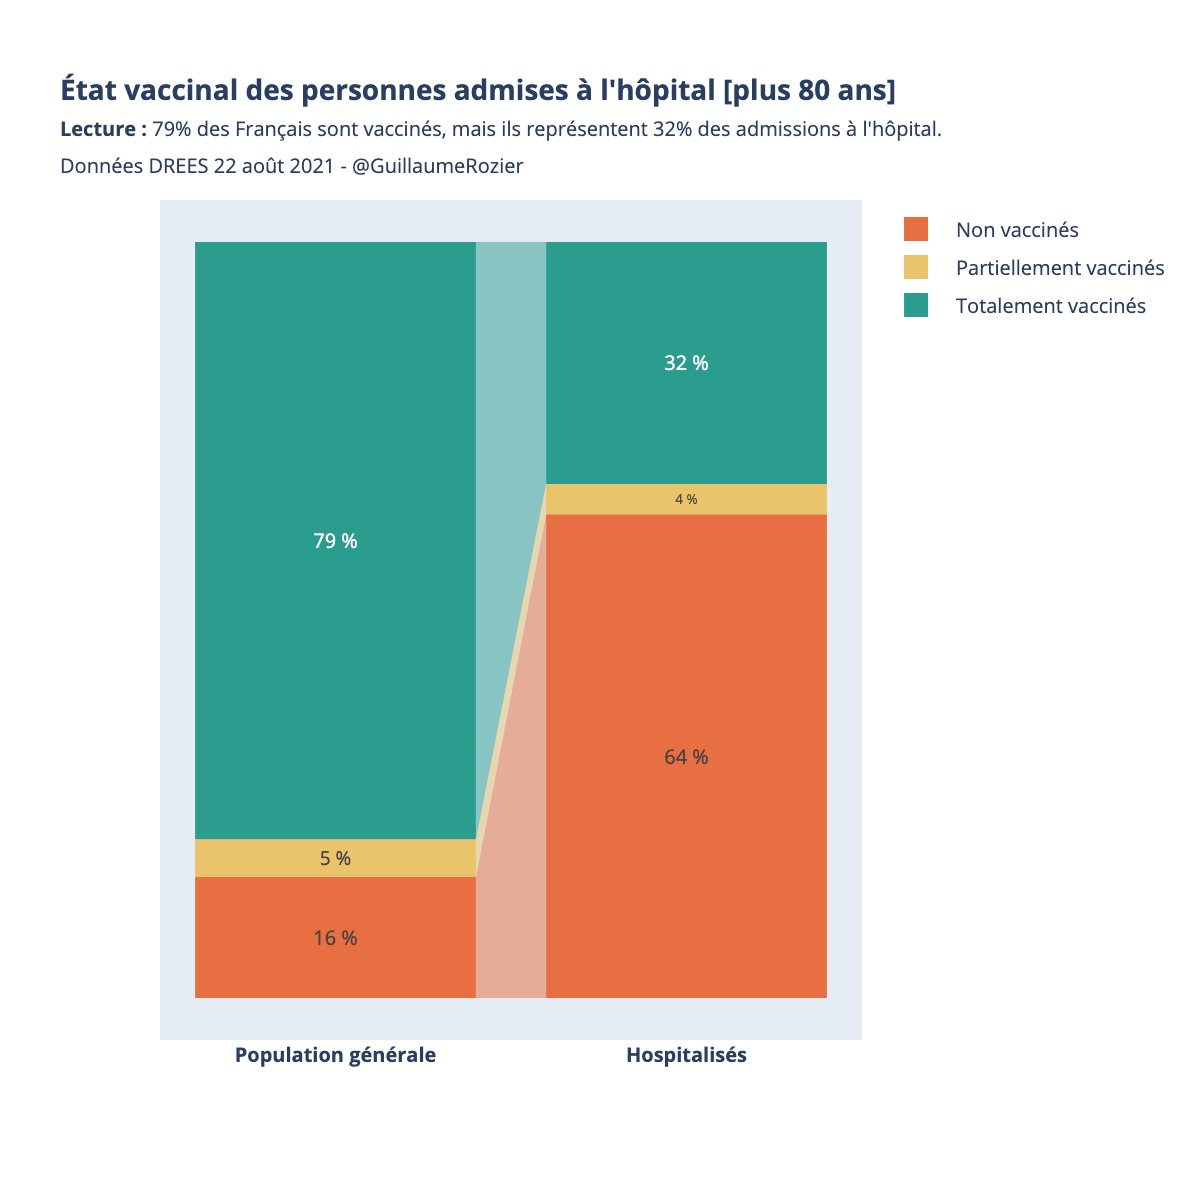 État vaccinal des personnes admises à l'hôpital [plus 80 ans]
Lecture : 79% des Français sont vaccinés, mais ils représentent 32% des admissions à l'hôpital.
Données DREES 22 août 2021 - @GuillaumeRozier
Non vaccinés
Partiellement vaccinés
Totalement vaccinés
32 %
4 %
79 %
64 %
5 %
16 %
Population générale
Hospitalisés